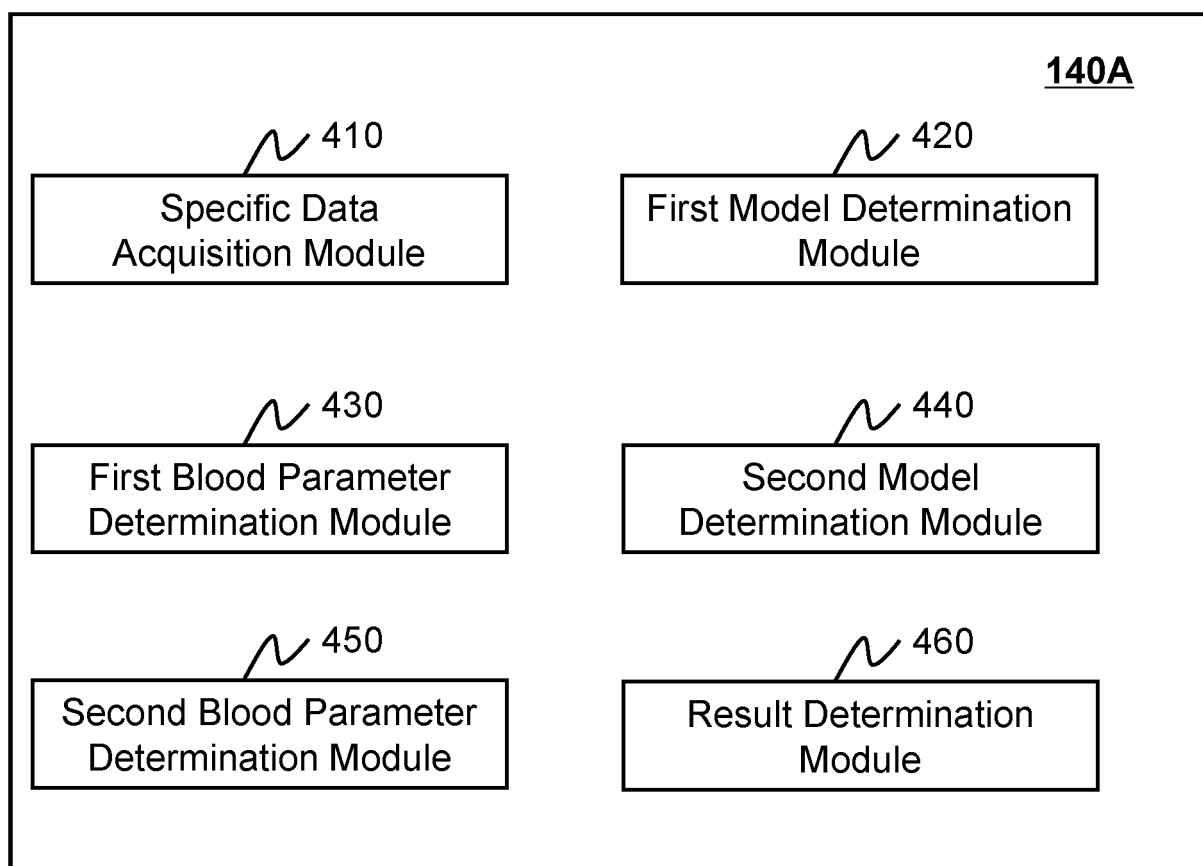 140A
410
Specific Data
Acquisition Module
420
First Model Determination
Module
430
First Blood Parameter
Determination Module
440
Second Model
Determination Module
450
Second Blood Parameter
Determination Module
460
Result Determination
Module